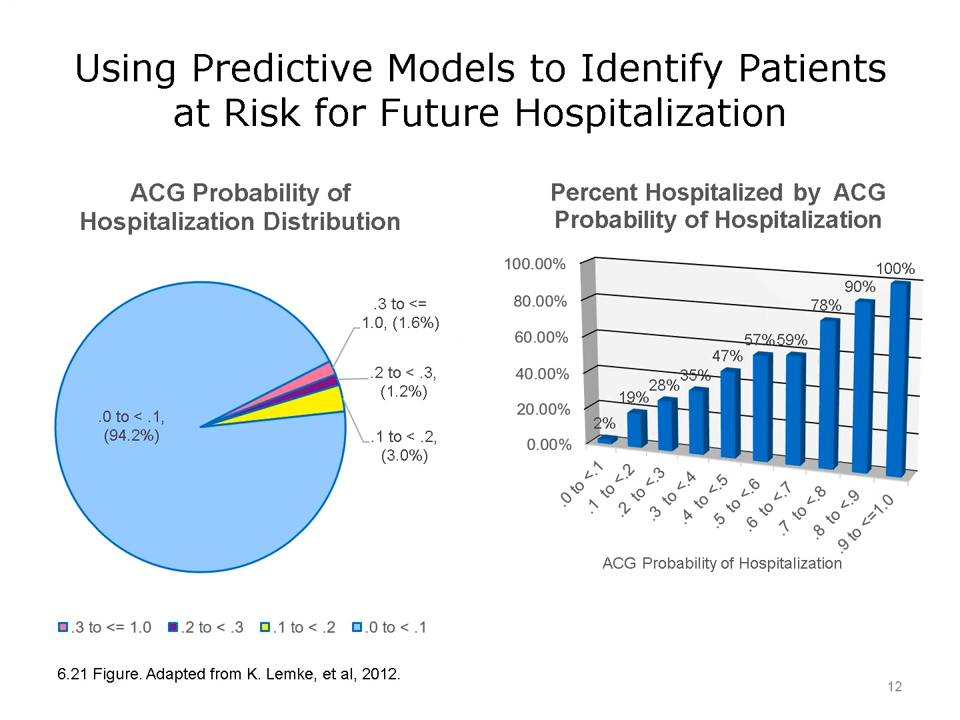 Using Predictive Models to Identify Patients
at Risk for Future Hospitalization
ACG Probability of
Hospitalization Distribution
.3 to <=
1.0, (1.6%)
.2 to < .3,
(1.2%)
.0 to < .1,
(94.2%)
.1 to < .2,
(3.0%)
.3 to <= 1.0
.2 to < .3
.1 to < .2
.0 to < .1
Percent Hospitalized by ACG
Probability of Hospitalization
100.00%
80.00%
60.00%
40.00%
20.00%
0.00%
2%
19%
28%
35%
47%
57%
59%
78%
90%
100%
.0 to <.1
.1 to <.2
.2 to <.3
.3 to <.4
.4 to <.5
.5 to <.6
.6 to <.7
.7 to <.8
.8 to <.9
.9 to <=1.0
ACG Probability of Hospitalization
6.21 Figure. Adapted from K. Lemke, et al, 2012.
12